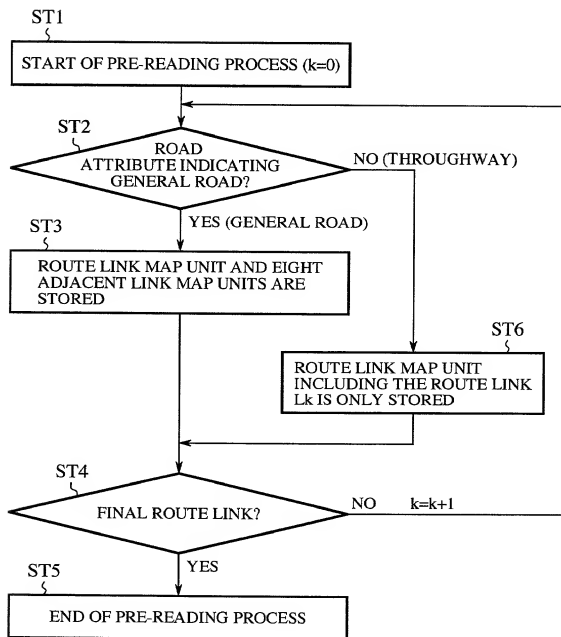 ST1
START OF PRE-READING PROCESS (k=0)
ST2
ROAD
ATTRIBUTE INDICATING
GENERAL ROAD?
NO (THROUGHWAY)
YES (GENERAL ROAD)
ST3
ROUTE LINK MAP UNIT AND EIGHT
ADJACENT LINK MAP UNITS ARE
STORED
ST6
ROUTE LINK MAP UNIT
INCLUDING THE ROUTE LINK
Lk IS ONLY STORED
ST4
FINAL ROUTE LINK?
NO k=k+1
YES
ST5
END OF PRE-READING PROCESS